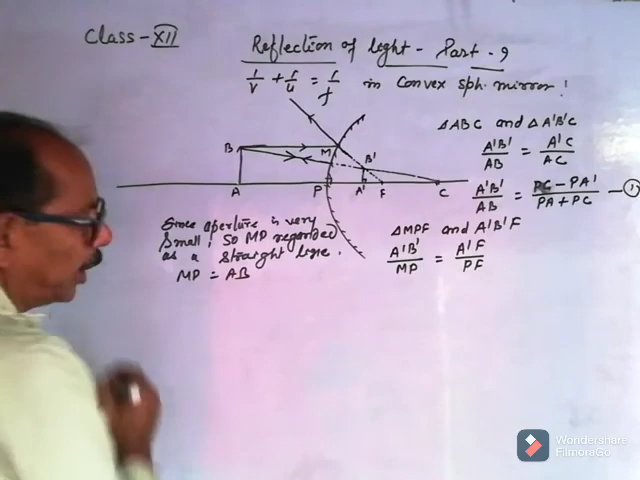 Class - XII
Reflection of light - Part - 9
1/v + 1/u = 1/f in Convex sph. mirror!
ΔABC and ΔA'B'C
A'B'/AB = A'C/AC
A'B'/AB = PC - PA'/PA + PC - ①
B
M
B'
A
P
A'
F
C
Since aperture is very
Small! So MP regarded
as a straight line.
MP = AB
ΔMPF and A'B'F
A'B'/MP = A'F/PF
Wondershare
FilmoraGo